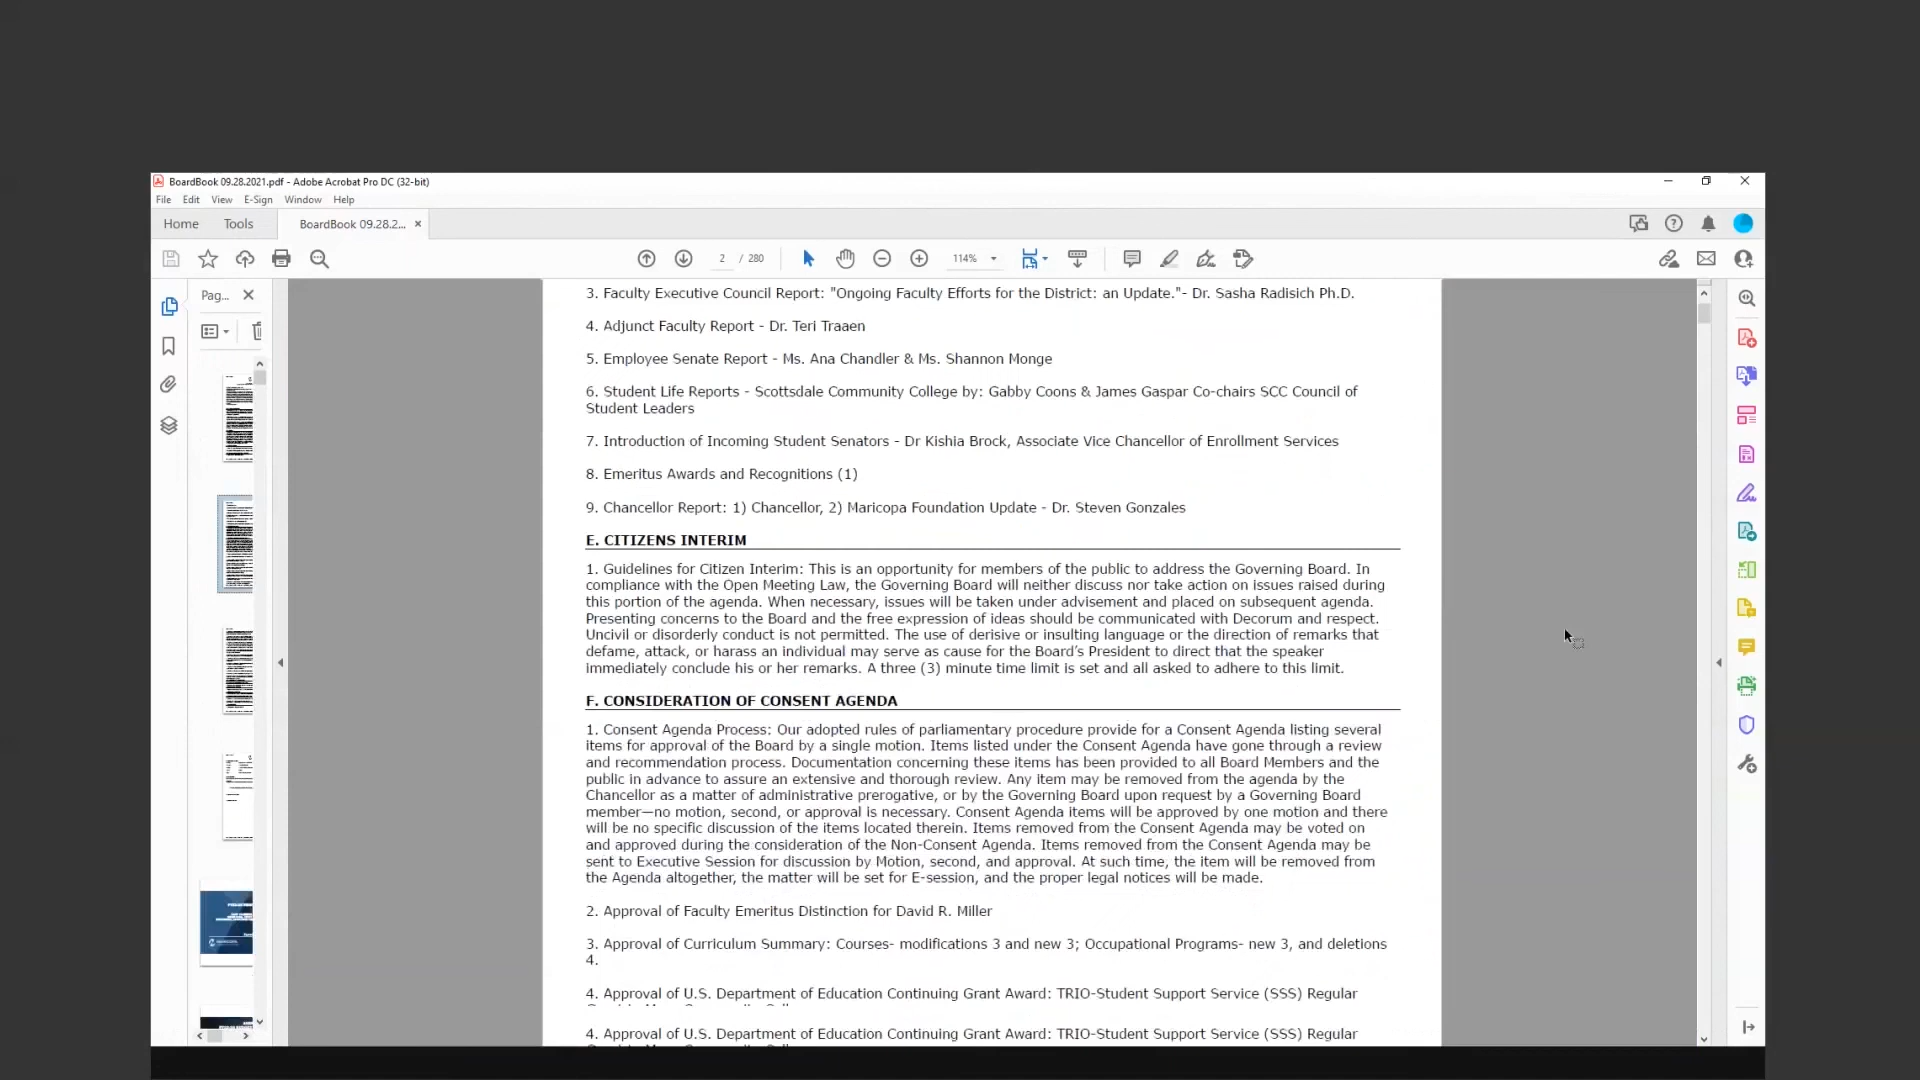 BoardBook 09.28.2021.pdf - Adobe Acrobat Pro DC (32-bit)
File Edit View E-Sign Window Help
Home Tools BoardBook 09.28.2... ×
2 / 280 114%
Pag...
3. Faculty Executive Council Report: "Ongoing Faculty Efforts for the District: an Update."- Dr. Sasha Radisich Ph.D.
4. Adjunct Faculty Report - Dr. Teri Traaen
5. Employee Senate Report - Ms. Ana Chandler & Ms. Shannon Monge
6. Student Life Reports - Scottsdale Community College by: Gabby Coons & James Gaspar Co-chairs SCC Council of
Student Leaders
7. Introduction of Incoming Student Senators - Dr Kishia Brock, Associate Vice Chancellor of Enrollment Services
8. Emeritus Awards and Recognitions (1)
9. Chancellor Report: 1) Chancellor, 2) Maricopa Foundation Update - Dr. Steven Gonzales
E. CITIZENS INTERIM
1. Guidelines for Citizen Interim: This is an opportunity for members of the public to address the Governing Board. In
compliance with the Open Meeting Law, the Governing Board will neither discuss nor take action on issues raised during
this portion of the agenda. When necessary, issues will be taken under advisement and placed on subsequent agenda.
Presenting concerns to the Board and the free expression of ideas should be communicated with Decorum and respect.
Uncivil or disorderly conduct is not permitted. The use of derisive or insulting language or the direction of remarks that
defame, attack, or harass an individual may serve as cause for the Board's President to direct that the speaker
immediately conclude his or her remarks. A three (3) minute time limit is set and all asked to adhere to this limit.
F. CONSIDERATION OF CONSENT AGENDA
1. Consent Agenda Process: Our adopted rules of parliamentary procedure provide for a Consent Agenda listing several
items for approval of the Board by a single motion. Items listed under the Consent Agenda have gone through a review
and recommendation process. Documentation concerning these items has been provided to all Board Members and the
public in advance to assure an extensive and thorough review. Any item may be removed from the agenda by the
Chancellor as a matter of administrative prerogative, or by the Governing Board upon request by a Governing Board
member—no motion, second, or approval is necessary. Consent Agenda items will be approved by one motion and there
will be no specific discussion of the items located therein. Items removed from the Consent Agenda may be voted on
and approved during the consideration of the Non-Consent Agenda. Items removed from the Consent Agenda may be
sent to Executive Session for discussion by Motion, second, and approval. At such time, the item will be removed from
the Agenda altogether, the matter will be set for E-session, and the proper legal notices will be made.
2. Approval of Faculty Emeritus Distinction for David R. Miller
3. Approval of Curriculum Summary: Courses- modifications 3 and new 3; Occupational Programs- new 3, and deletions
4.
4. Approval of U.S. Department of Education Continuing Grant Award: TRIO-Student Support Service (SSS) Regular
4. Approval of U.S. Department of Education Continuing Grant Award: TRIO-Student Support Service (SSS) Regular